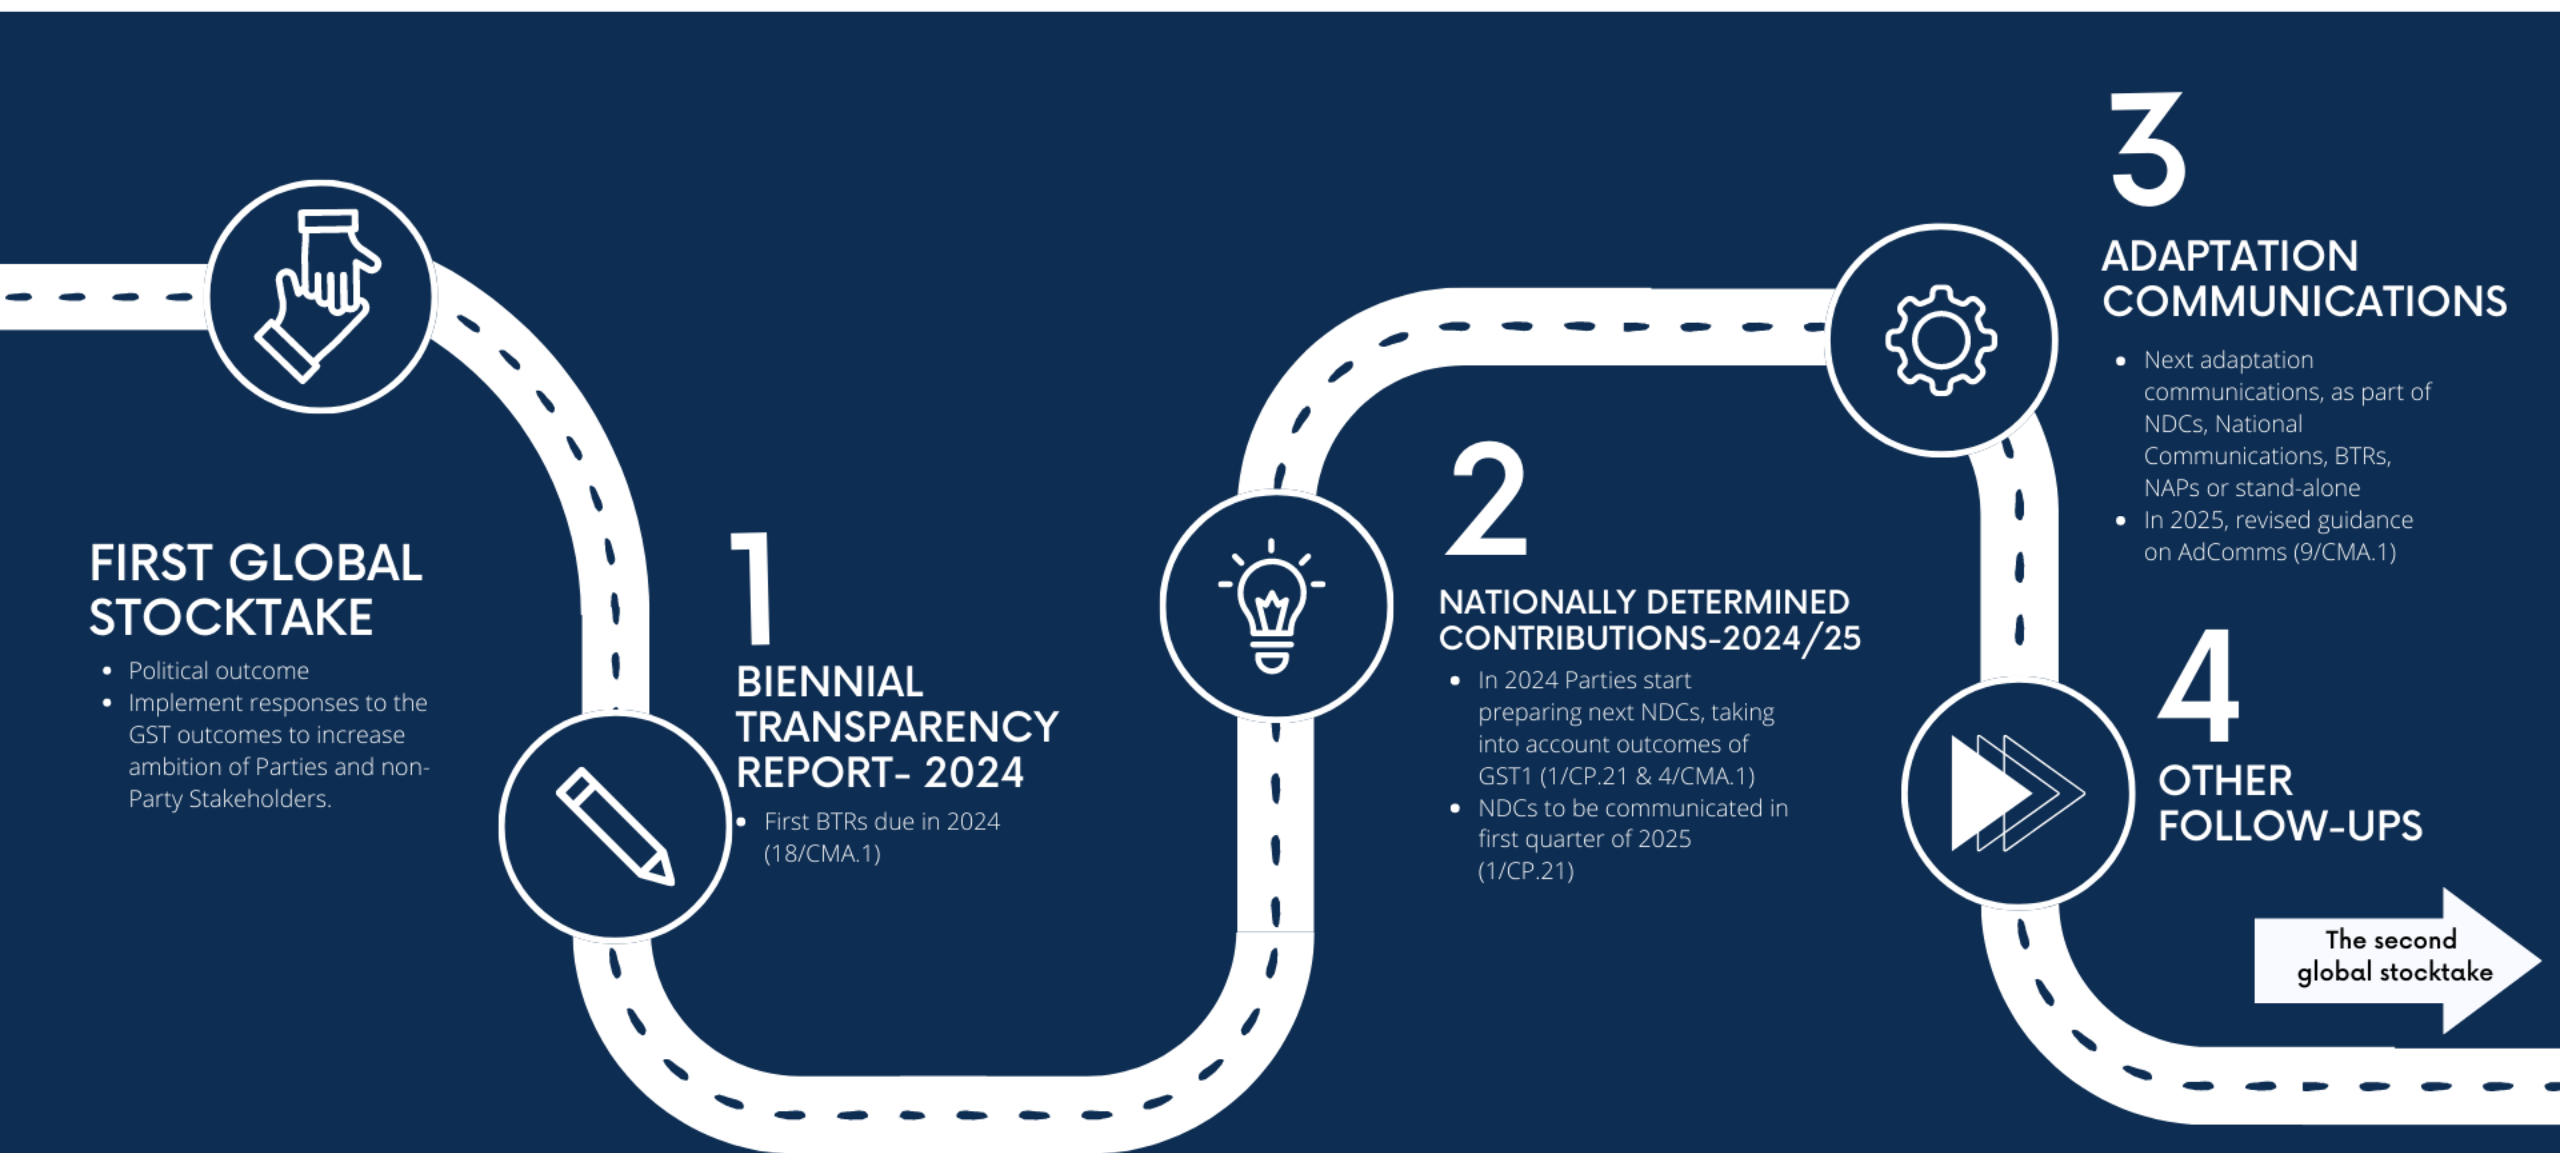 FIRST GLOBAL
STOCKTAKE
• Political outcome
• Implement responses to the
GST outcomes to increase
ambition of Parties and non-
Party Stakeholders.
1
BIENNIAL
TRANSPARENCY
REPORT- 2024
• First BTRs due in 2024
(18/CMA.1)
2
NATIONALLY DETERMINED
CONTRIBUTIONS-2024/25
• In 2024 Parties start
preparing next NDCs, taking
into account outcomes of
GST1 (1/CP.21 & 4/CMA.1)
• NDCs to be communicated in
first quarter of 2025
(1/CP.21)
3
ADAPTATION
COMMUNICATIONS
• Next adaptation
communications, as part of
NDCs, National
Communications, BTRs,
NAPs or stand-alone
• In 2025, revised guidance
on AdComms (9/CMA.1)
4
OTHER
FOLLOW-UPS
The second
global stocktake